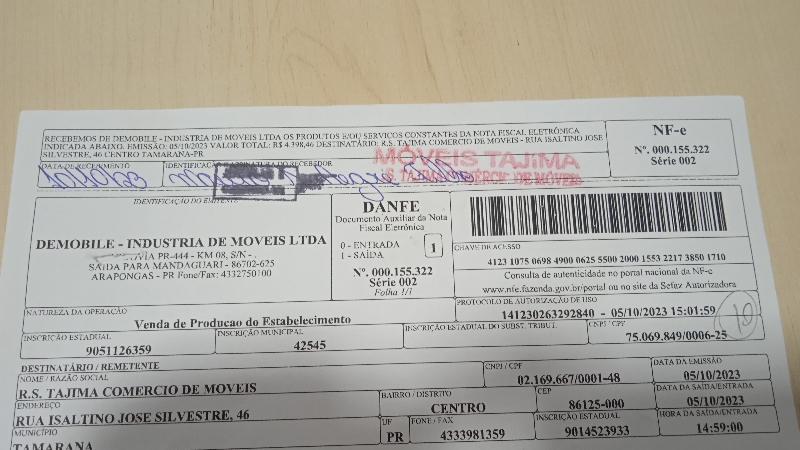 RECEBEMOS DE DEMOBILE - INDUSTRIA DE MOVEIS LTDA OS PRODUTOS E/OU SERVICOS CONSTANTES DA NOTA FISCAL ELETRÔNICA
INDICADA ABAIXO. EMISSÃO: 05/10/2023 VALOR TOTAL: R$ 4.398,46 DESTINATÁRIO: R.S. TAJIMA COMERCIO DE MOVEIS - RUA ISALTINO JOSE
SILVESTRE, 46 CENTRO TAMARANA-PR
NF-e
Nº. 000.155.322
Série 002
DATA DE RECEBIMENTO
IDENTIFICAÇÃO E ASSINATURA DO RECEBEDOR
MÓVEIS TAJIMA
DE MÓVEIS
IDENTIFICAÇÃO DO EMITENTE
DEMOBILE - INDUSTRIA DE MOVEIS LTDA
PR-444 - KM 08, S/N -
SAIDA PARA MANDAGUARI - 86702-625
ARAPONGAS - PR Fone/Fax: 4332750100
DANFE
Documento Auxiliar da Nota
Fiscal Eletrônica
0 - ENTRADA
1 - SAÍDA
1
Nº. 000.155.322
Série 002
Folha 1/1
CHAVE DE ACESSO
4123 1075 0698 4900 0625 5500 2000 1553 2217 3850 1710
Consulta de autenticidade no portal nacional da NF-e
www.nfe.fazenda.gov.br/portal ou no site da Sefaz Autorizadora
NATUREZA DA OPERAÇÃO
Venda de Producao do Estabelecimento
PROTOCOLO DE AUTORIZAÇÃO DE USO
141230263292840 - 05/10/2023 15:01:59
INSCRIÇÃO ESTADUAL
9051126359
INSCRIÇÃO MUNICIPAL
42545
INSCRIÇÃO ESTADUAL DO SUBST. TRIBUT.
CNPJ / CPF
75.069.849/0006-25
DESTINATÁRIO / REMETENTE
NOME / RAZÃO SOCIAL
R.S. TAJIMA COMERCIO DE MOVEIS
CNPJ / CPF
02.169.667/0001-48
DATA DA EMISSÃO
05/10/2023
ENDEREÇO
RUA ISALTINO JOSE SILVESTRE, 46
BAIRRO / DISTRITO
CENTRO
CEP
86125-000
DATA DA SAÍDA/ENTRADA
05/10/2023
MUNICÍPIO
TAMARANA
UF
PR
FONE / FAX
4333981359
INSCRIÇÃO ESTADUAL
9014523933
HORA DA SAÍDA/ENTRADA
14:59:00